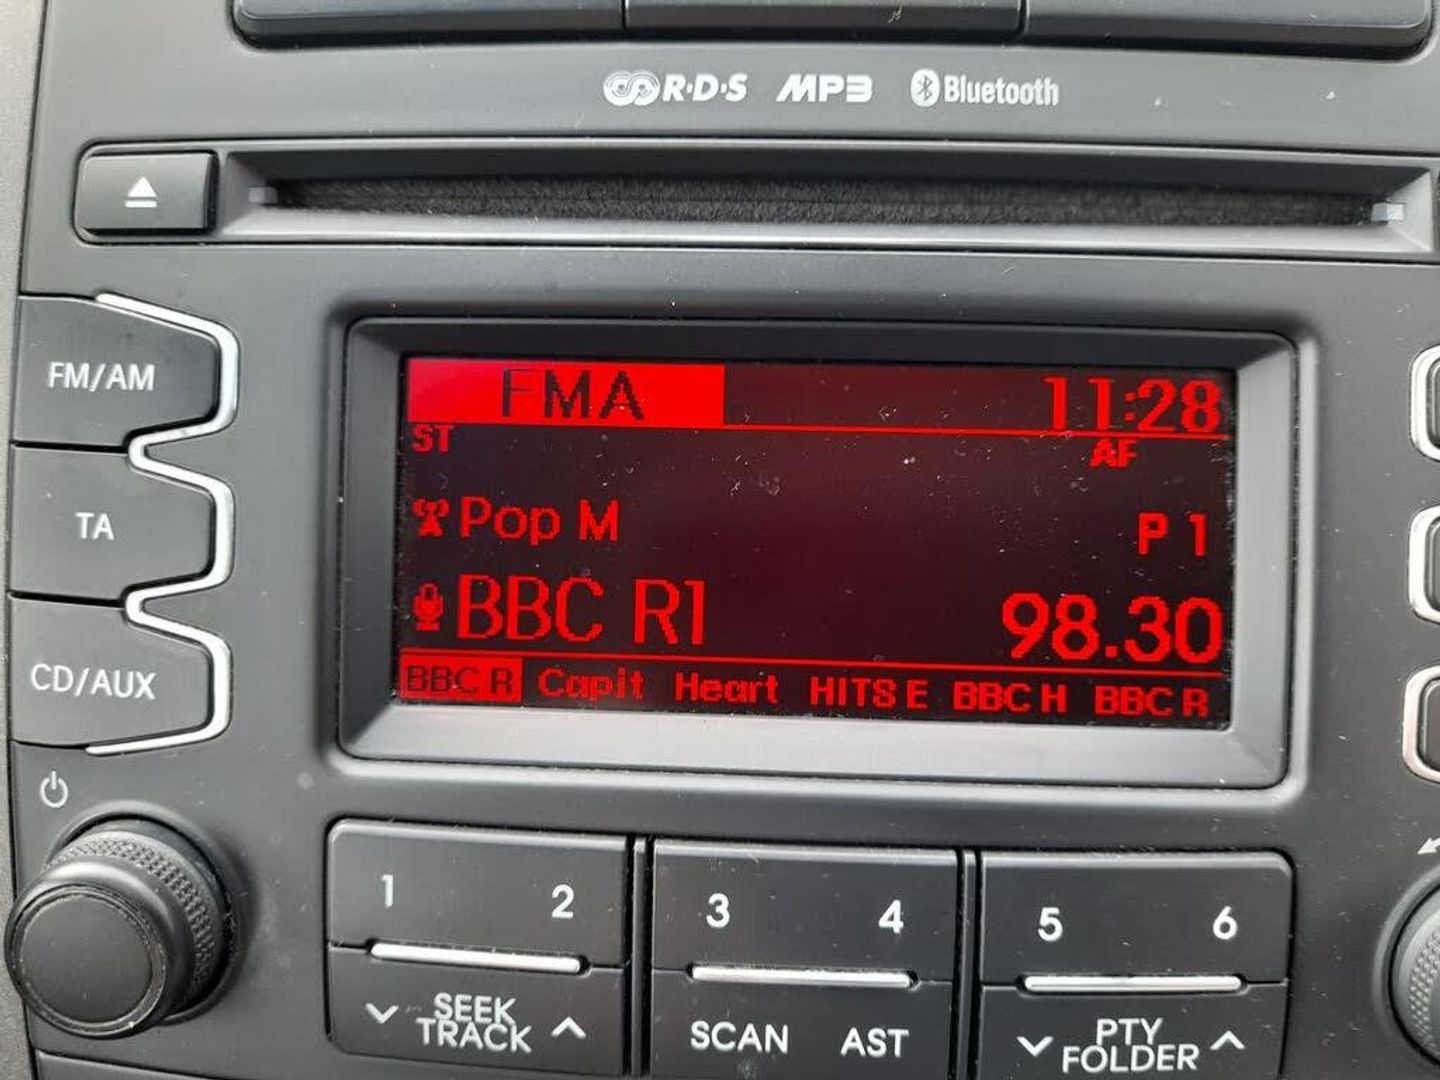 R·D·S MP3 Bluetooth
FM/AM
TA
CD/AUX
FMA 11:28
ST AF
Pop M P 1
BBC R1 98.30
BBC R Capit Heart HITS E BBC H BBC R
1 2 3 4 5 6
SEEK
TRACK
SCAN AST
PTY
FOLDER